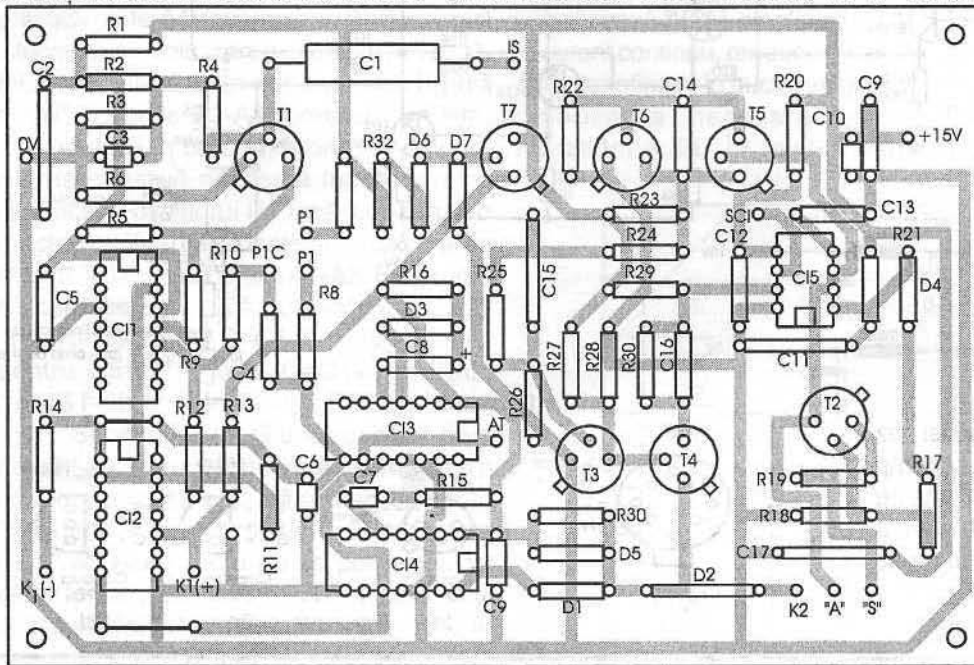 R1
IS
C2
R2
R4
C1
R20
C9
R3
T1
R22
C14
T7
T6
T5
C10
+15V
0V
C3
R32
D6
D7
R6
R5
P1
R23
SCI
C13
R10
P1C
P1
R24
C12
R21
C5
R16
R25
C15
R29
CI5
D4
R8
D3
CI1
C8
+
C11
R9
C4
R27
R28
R30
C16
R14
R12
R13
R26
T2
CI3
AT
C6
T3
T4
R17
C7
R15
R19
CI2
R11
R30
R18
CI4
D5
C17
K1(-)
K1(+)
C9
D1
D2
K2
"A"
"S"